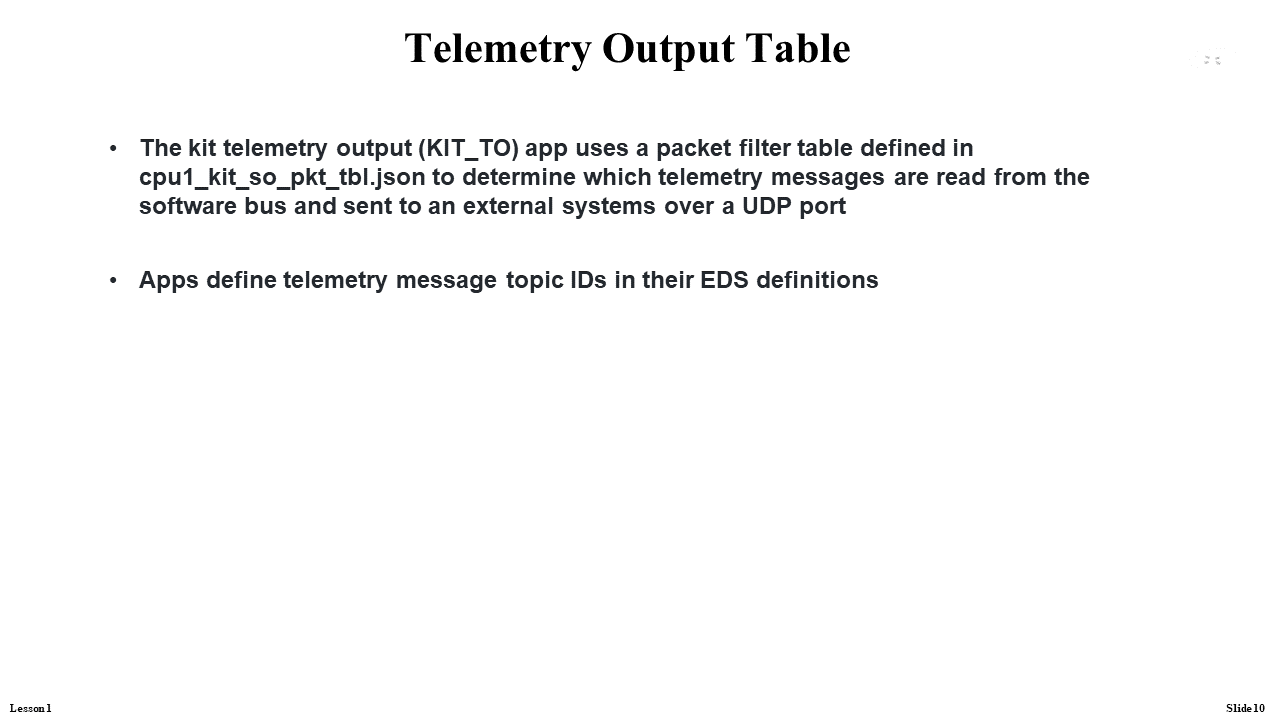 Telemetry Output Table
• The kit telemetry output (KIT_TO) app uses a packet filter table defined in
cpu1_kit_so_pkt_tbl.json to determine which telemetry messages are read from the
software bus and sent to an external systems over a UDP port
• Apps define telemetry message topic IDs in their EDS definitions
Lesson 1
Slide 10